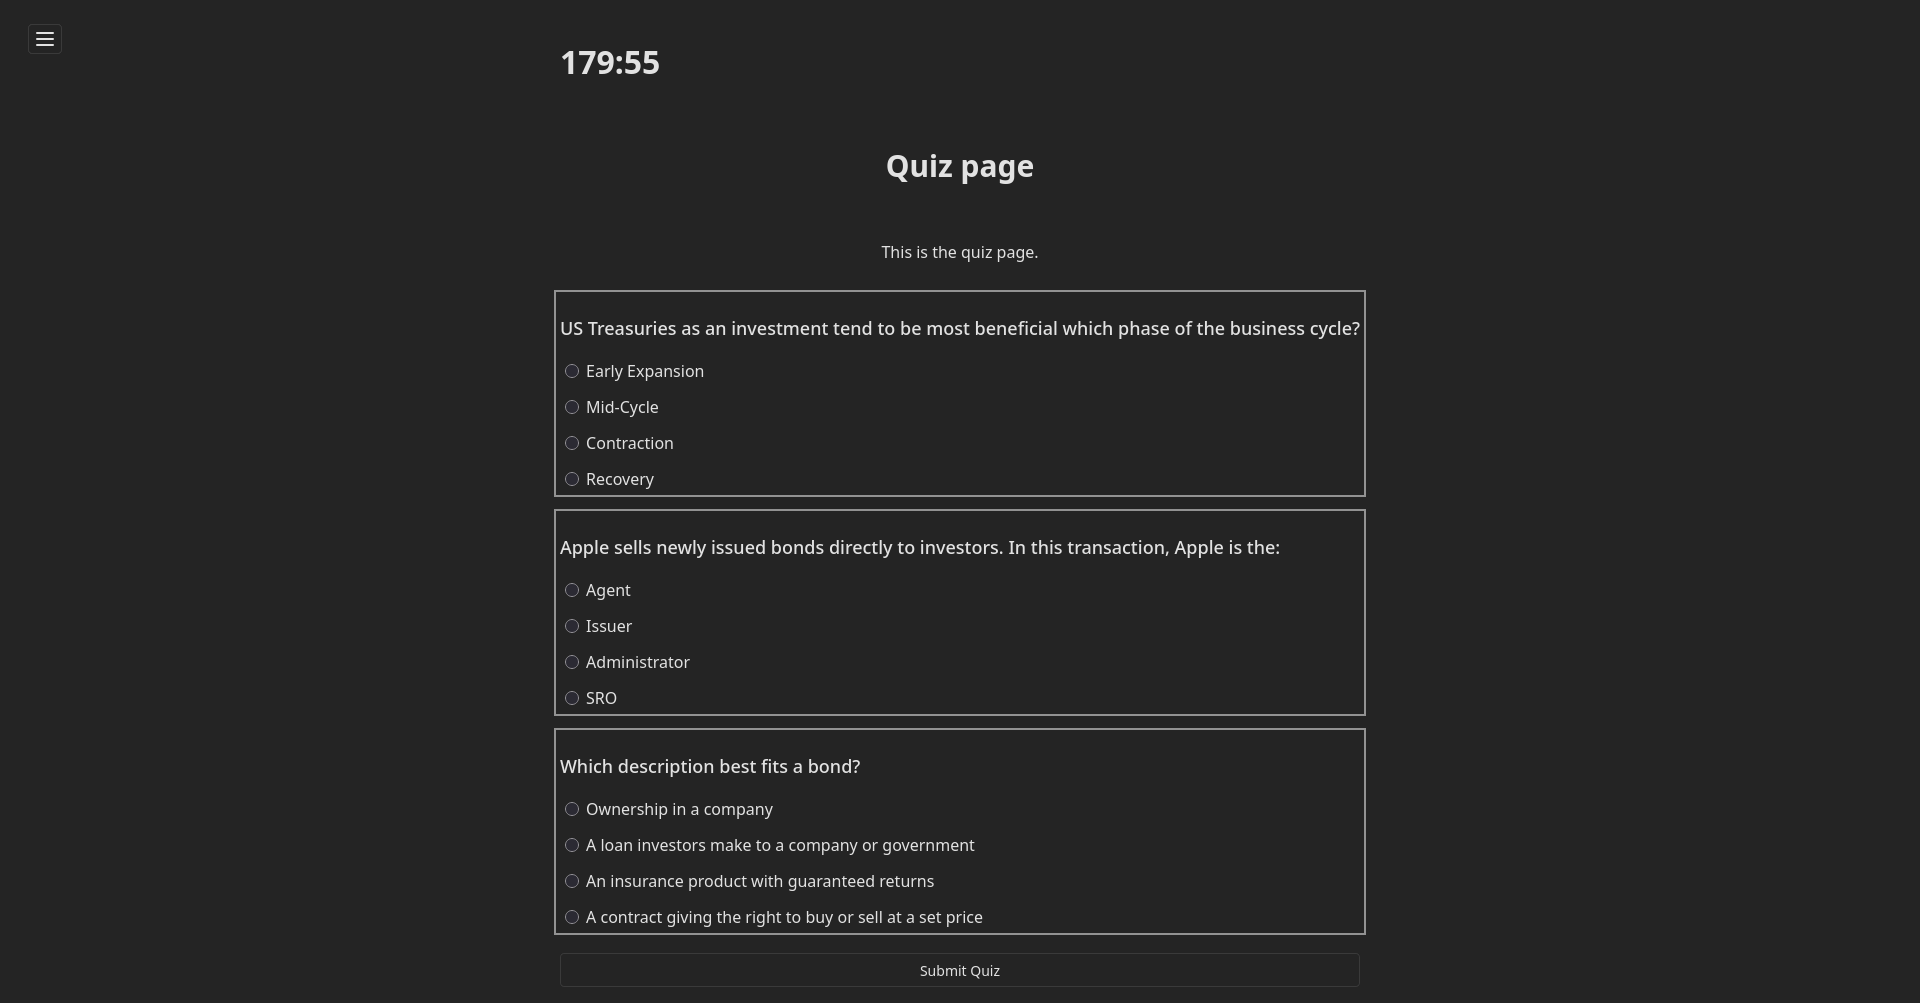 179:55
Quiz page
This is the quiz page.
US Treasuries as an investment tend to be most beneficial which phase of the business cycle?
Early Expansion
Mid-Cycle
Contraction
Recovery
Apple sells newly issued bonds directly to investors. In this transaction, Apple is the:
Agent
Issuer
Administrator
SRO
Which description best fits a bond?
Ownership in a company
A loan investors make to a company or government
An insurance product with guaranteed returns
A contract giving the right to buy or sell at a set price
Submit Quiz